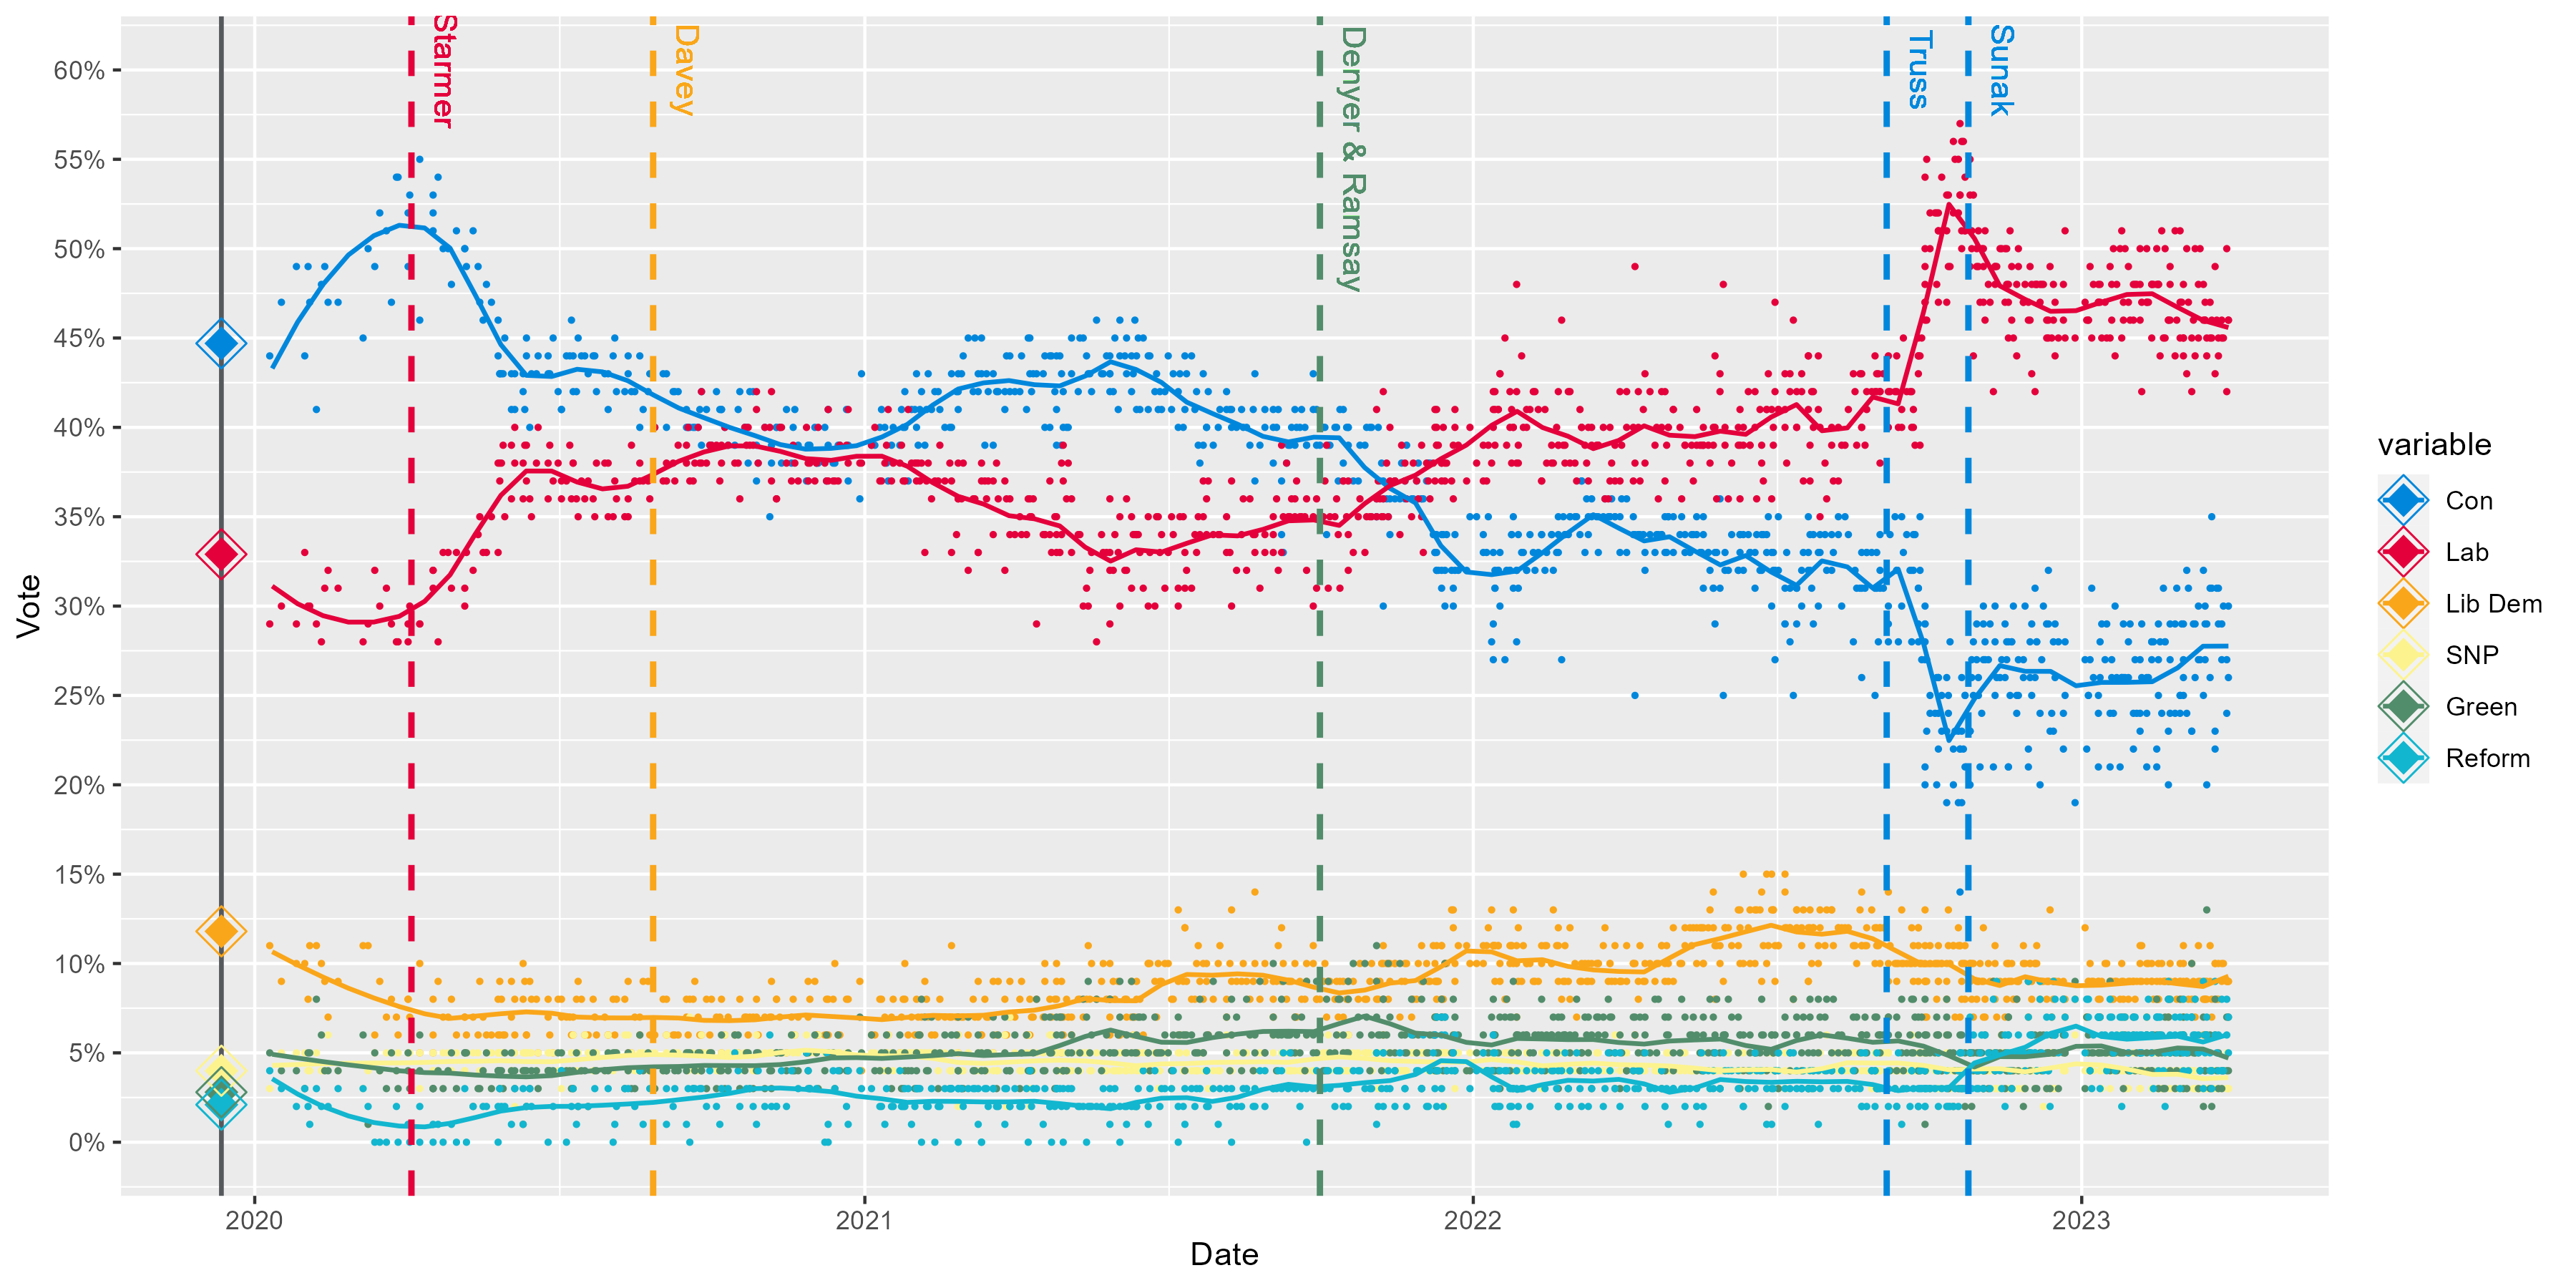 Starmer
Davey
Denyer & Ramsay
Truss
Sunak
60%
55%
50%
45%
40%
35%
30%
25%
20%
15%
10%
5%
0%
Vote
2020
2021
2022
2023
Date
variable
Con
Lab
Lib Dem
SNP
Green
Reform